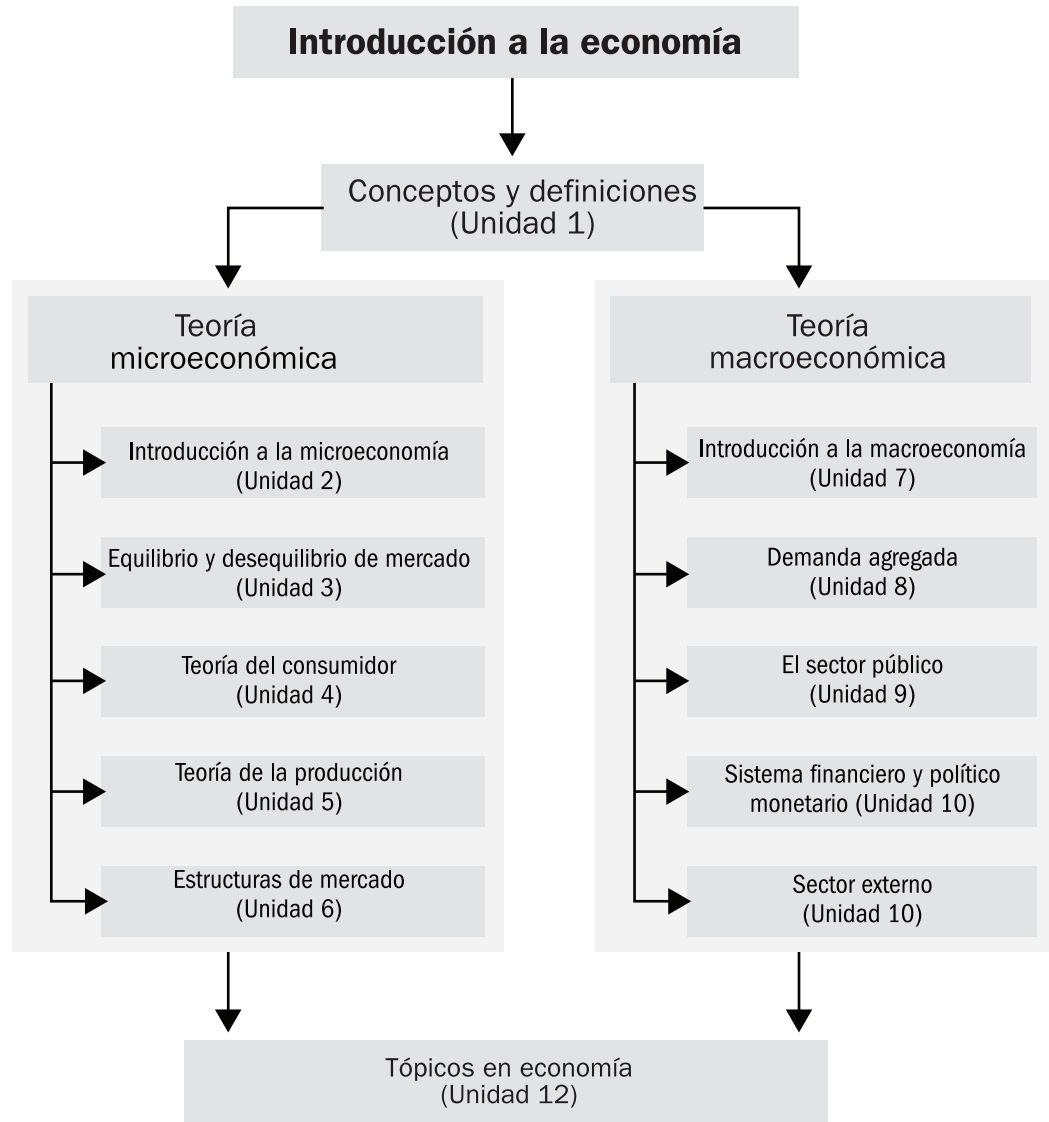 Introducción a la economía
Conceptos y definiciones
(Unidad 1)
Teoría
microeconómica
Introducción a la microeconomía
(Unidad 2)
Equilibrio y desequilibrio de mercado
(Unidad 3)
Teoría del consumidor
(Unidad 4)
Teoría de la producción
(Unidad 5)
Estructuras de mercado
(Unidad 6)
Teoría
macroeconómica
Introducción a la macroeconomía
(Unidad 7)
Demanda agregada
(Unidad 8)
El sector público
(Unidad 9)
Sistema financiero y político
monetario (Unidad 10)
Sector externo
(Unidad 10)
Tópicos en economía
(Unidad 12)